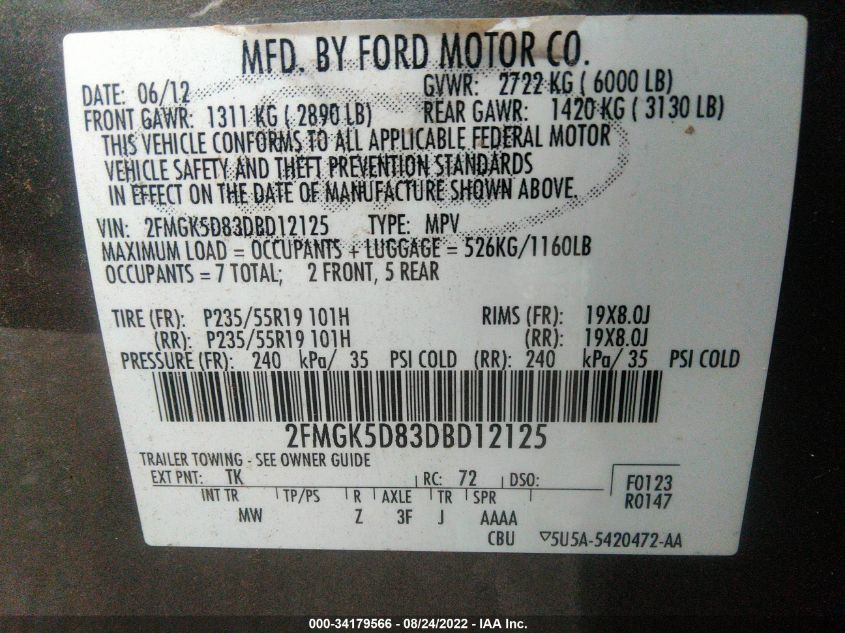 MFD. BY FORD MOTOR CO.
DATE: 06/12 GVWR: 2722 KG ( 6000 LB)
FRONT GAWR: 1311 KG ( 2890 LB) REAR GAWR: 1420 KG ( 3130 LB)
THIS VEHICLE CONFORMS TO ALL APPLICABLE FEDERAL MOTOR
VEHICLE SAFETY AND THEFT PREVENTION STANDARDS
IN EFFECT ON THE DATE OF MANUFACTURE SHOWN ABOVE.
VIN: 2FMGK5D83DBD12125 TYPE: MPV
MAXIMUM LOAD = OCCUPANTS + LUGGAGE = 526KG/1160LB
OCCUPANTS = 7 TOTAL; 2 FRONT, 5 REAR
TIRE (FR): P235/55R19 101H RIMS (FR): 19X8.0J
(RR): P235/55R19 101H (RR): 19X8.0J
PRESSURE (FR): 240 kPa/ 35 PSI COLD (RR): 240 kPa/ 35 PSI COLD
2FMGK5D83DBD12125
TRAILER TOWING - SEE OWNER GUIDE
EXT PNT: TK RC: 72 DSO: F0123
INT TR TP/PS R AXLE TR SPR R0147
MW Z 3F J AAAA
CBU ▽5U5A-5420472-AA
000-34179566 - 08/24/2022 - IAA Inc.